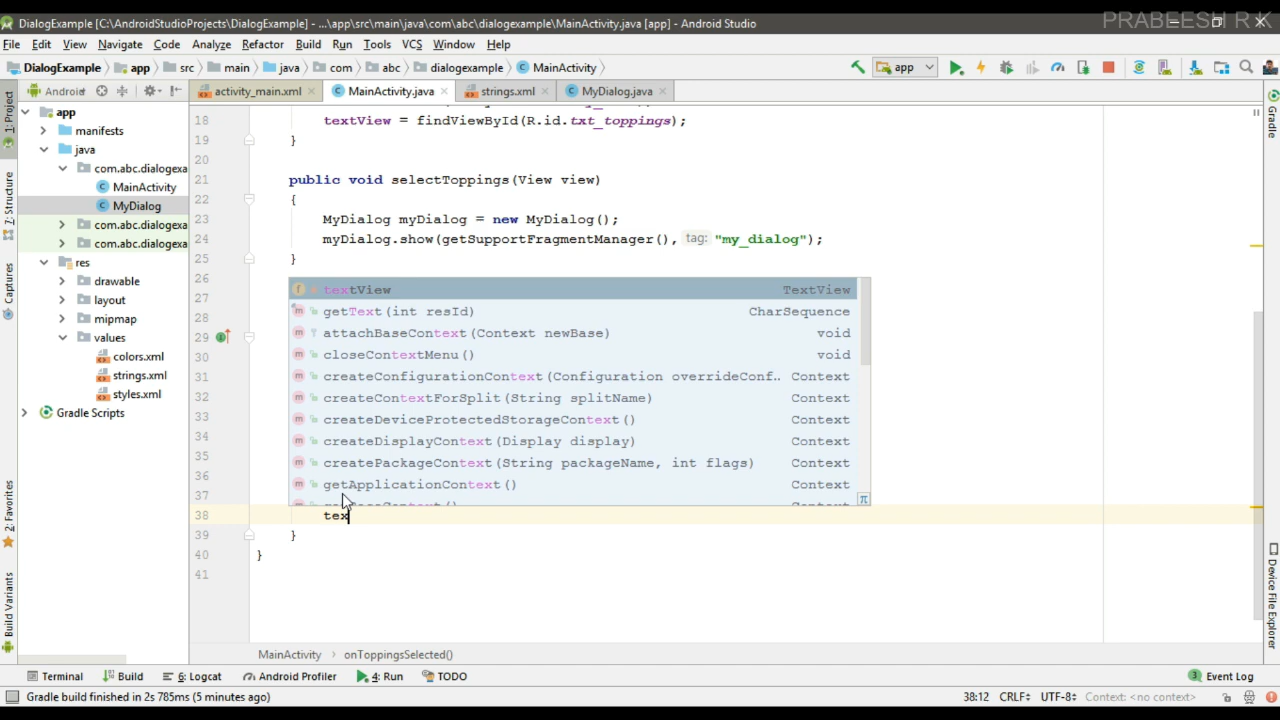 PRABEESH R K
DialogExample [C:\AndroidStudioProjects\DialogExample] - ...\app\src\main\java\com\abc\dialogexample\MainActivity.java [app] - Android Studio
File Edit View Navigate Code Analyze Refactor Build Run Tools VCS Window Help
DialogExample app src main java com abc dialogexample MainActivity app
1: Project Android activity_main.xml MainActivity.java strings.xml MyDialog.java Gradle
app
manifests
java
com.abc.dialogexa
MainActivity
MyDialog
com.abc.dialogexa
com.abc.dialogexa
res
drawable
layout
mipmap
values
colors.xml
strings.xml
styles.xml
Gradle Scripts
7: Structure
Captures
2: Favorites
Build Variants
18 textView = findViewById(R.id.txt_toppings);
19 }
20
21 public void selectToppings(View view)
22 {
23 MyDialog myDialog = new MyDialog();
24 myDialog.show(getSupportFragmentManager(), tag: "my_dialog");
25 }
26
27
28
29
30
31
32
33
34
35
36
37
textView TextView
getText(int resId) CharSequence
attachBaseContext(Context newBase) void
closeContextMenu() void
createConfigurationContext(Configuration overrideConf.. Context
createContextForSplit(String splitName) Context
createDeviceProtectedStorageContext() Context
createDisplayContext(Display display) Context
createPackageContext(String packageName, int flags) Context
getApplicationContext() Context
π
38 tex
39 }
40 }
41
Device File Explorer
MainActivity onToppingsSelected()
Terminal Build 6: Logcat Android Profiler 4: Run TODO 3 Event Log
Gradle build finished in 2s 785ms (5 minutes ago) 38:12 CRLF UTF-8 Context: <no context>